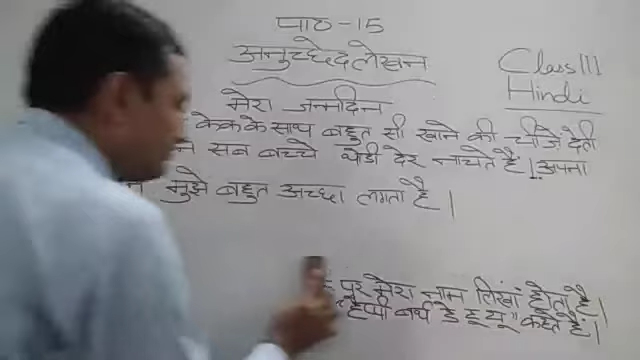 पाठ-15
अनुच्छेदलेखन
Class III
Hindi
मेरा जन्मदिन
केक के साथ बहुत सी खाने की चीजें देती
सब बच्चे थोडी देर नाचते है | अपना
मुझे बहुत अच्छा लगता है |
पर मेरा नाम लिखां होता है |
हैप्पी बर्थ डे टू यू" कहते हैं |